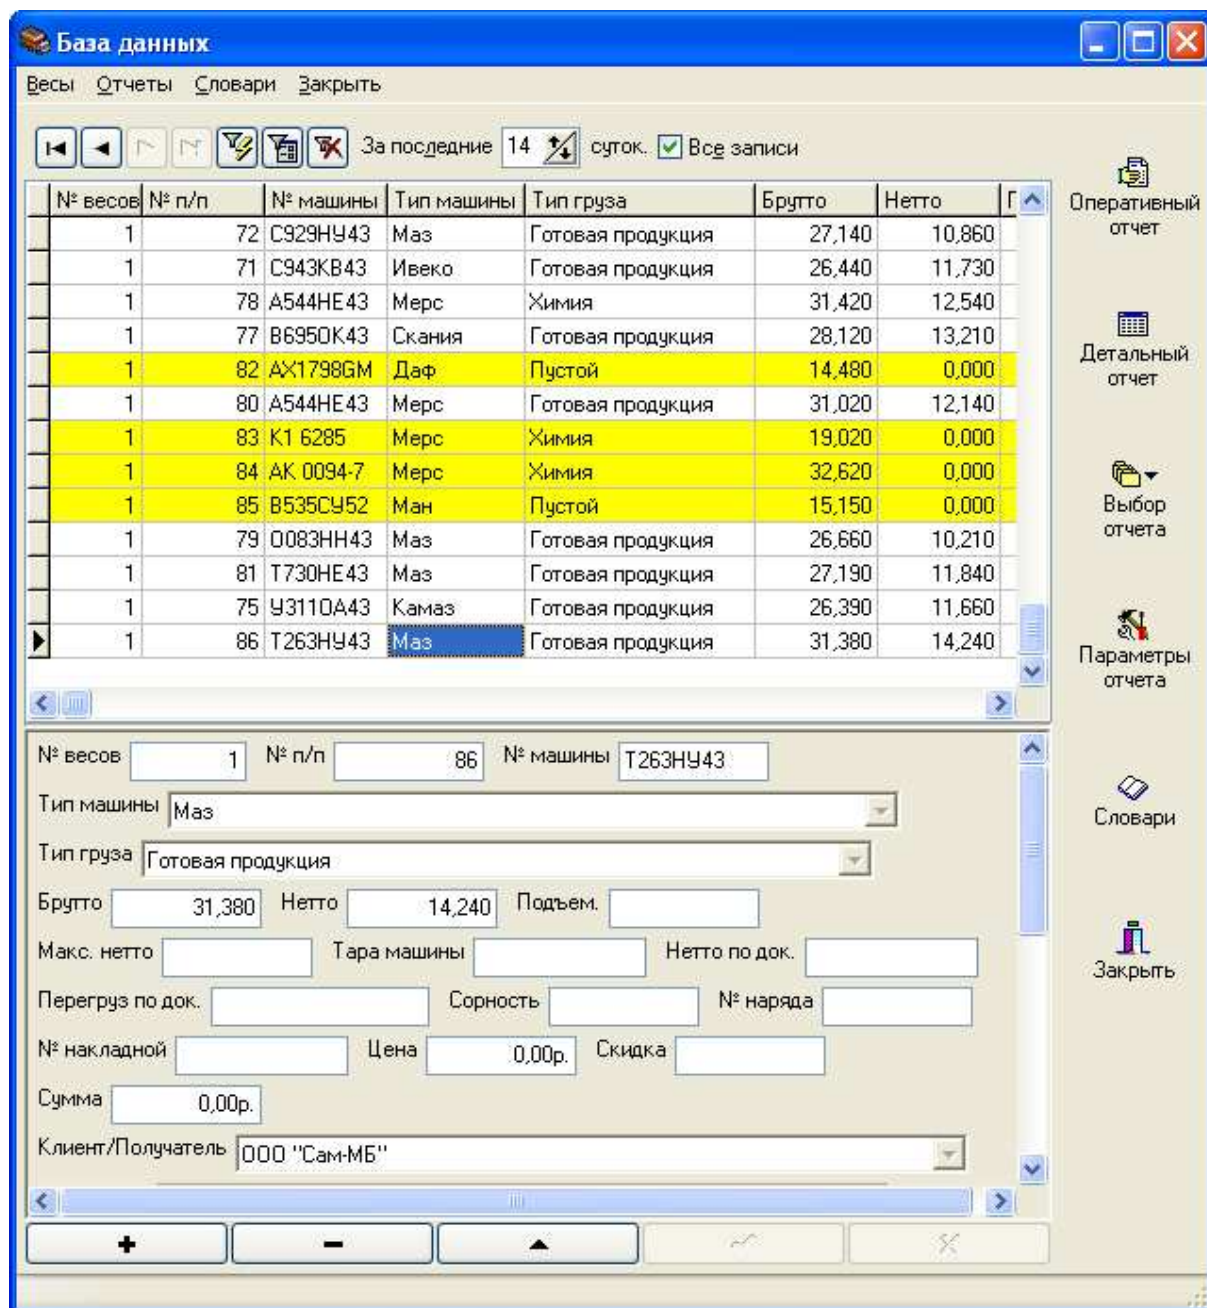 База данных
Весы Отчеты Словари Закрыть
За последние 14 суток. Все записи
№ весов № п/п № машины Тип машины Тип груза Брутто Нетто
1 72 С929НУ43 Маз Готовая продукция 27,140 10,860
1 71 С943КВ43 Ивеко Готовая продукция 26,440 11,730
1 78 А544НЕ43 Мерс Химия 31,420 12,540
1 77 В695ОК43 Скания Готовая продукция 28,120 13,210
1 82 АХ1798GM Даф Пустой 14,480 0,000
1 80 А544НЕ43 Мерс Готовая продукция 31,020 12,140
1 83 К1 6285 Мерс Химия 19,020 0,000
1 84 АК 0094-7 Мерс Химия 32,620 0,000
1 85 В535СУ52 Ман Пустой 15,150 0,000
1 79 О083НН43 Маз Готовая продукция 26,660 10,210
1 81 Т730НЕ43 Маз Готовая продукция 27,190 11,840
1 75 У311ОА43 Камаз Готовая продукция 26,390 11,660
1 86 Т263НУ43 Маз Готовая продукция 31,380 14,240
№ весов 1 № п/п 86 № машины Т263НУ43
Тип машины Маз
Тип груза Готовая продукция
Брутто 31,380 Нетто 14,240 Подъем.
Макс. нетто Тара машины Нетто по док.
Перегруз по док. Сорность № наряда
№ накладной Цена 0,00р. Скидка
Сумма 0,00р.
Клиент/Получатель ООО "Сам-МБ"
Оперативный
отчет
Детальный
отчет
Выбор
отчета
Параметры
отчета
Словари
Закрыть